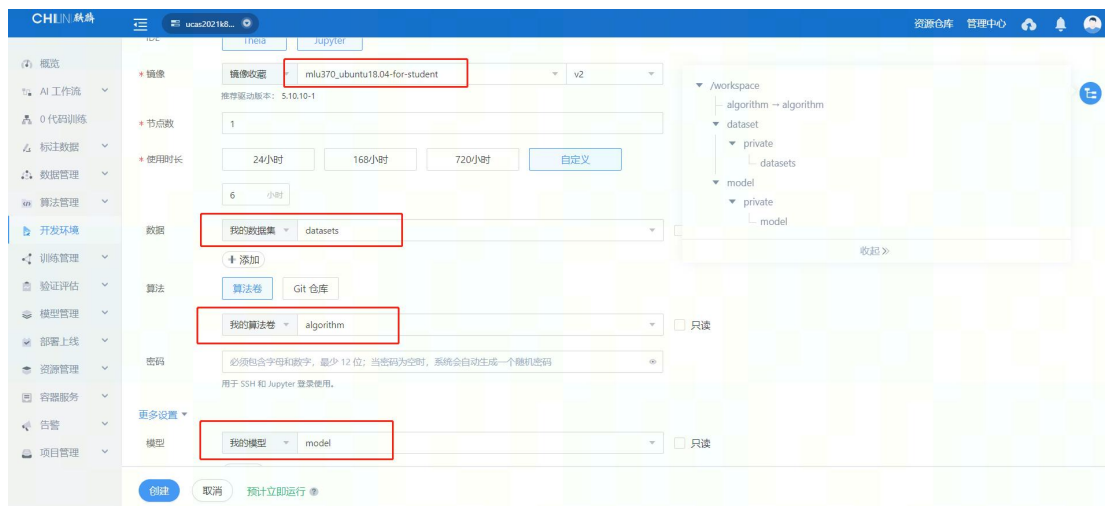 CHILIN麒麟
ucas2021k8...
资源仓库 管理中心
概览
AI 工作流
0 代码训练
标注数据
数据管理
算法管理
开发环境
训练管理
验证评估
模型管理
部署上线
资源管理
容器服务
告警
项目管理
IDE Theia Jupyter
* 镜像 镜像收藏 mlu370_ubuntu18.04-for-student v2
推荐驱动版本: 5.10.10-1
* 节点数 1
* 使用时长 24/小时 168/小时 720/小时 自定义
6 小时
数据 我的数据集 datasets
+ 添加
算法 算法卷 Git 仓库
我的算法卷 algorithm 只读
密码 必须包含字母和数字,最少 12 位;当密码为空时,系统会自动生成一个随机密码
用于 SSH 和 Jupyter 登录使用。
更多设置
模型 我的模型 model 只读
创建 取消 预计立即运行
/workspace
algorithm → algorithm
dataset
private
datasets
model
private
model
收起